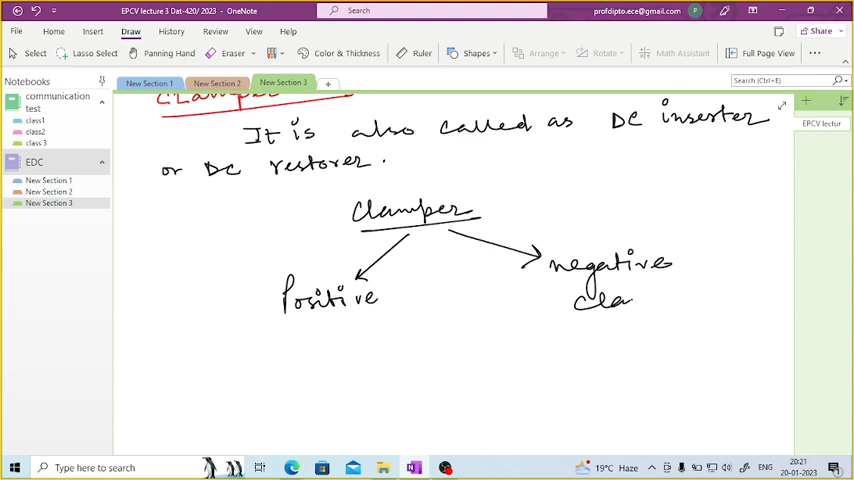 EPCV lecture 3 Dat-420/ 2023 - OneNote
Search
profdipto.ece@gmail.com
P
File
Home
Insert
Draw
History
Review
View
Help
Share
Select
Lasso Select
Panning Hand
Eraser
Color & Thickness
Ruler
Shapes
Arrange
Rotate
Math Assistant
Full Page View
Notebooks
New Section 1
New Section 2
New Section 3
Search (Ctrl+E)
communication
test
class1
class2
class 3
EDC
New Section 1
New Section 2
New Section 3
EPCV lectur
Clamper
It is also called as DC inserter
or DC restorer.
Clamper
Positive
negative
cla
Type here to search
19°C Haze
ENG
20:21
20-01-2023
1